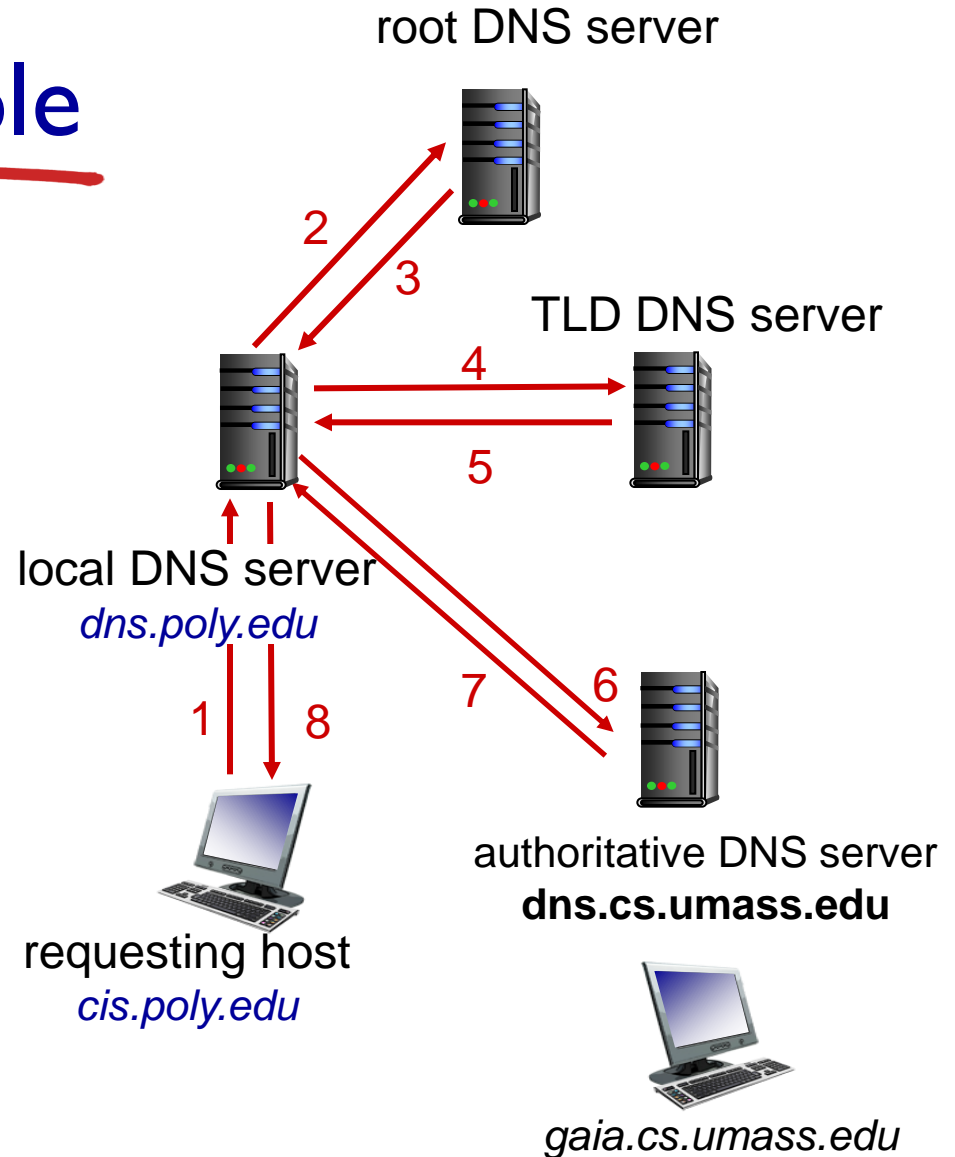 root DNS server
2
3
TLD DNS server
4
5
local DNS server
dns.poly.edu
1
8
7
6
authoritative DNS server
dns.cs.umass.edu
requesting host
cis.poly.edu
gaia.cs.umass.edu